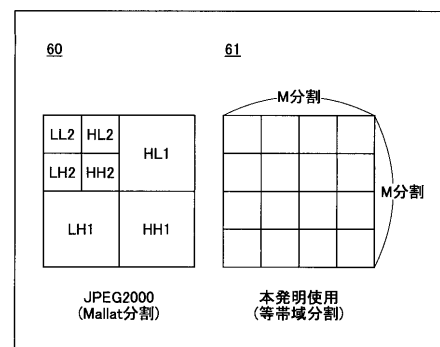 60
61
M分割
LL2 HL2
HL1
LH2 HH2
M分割
LH1 HH1
JPEG2000
(Mallat分割)
本発明使用
(等帯域分割)